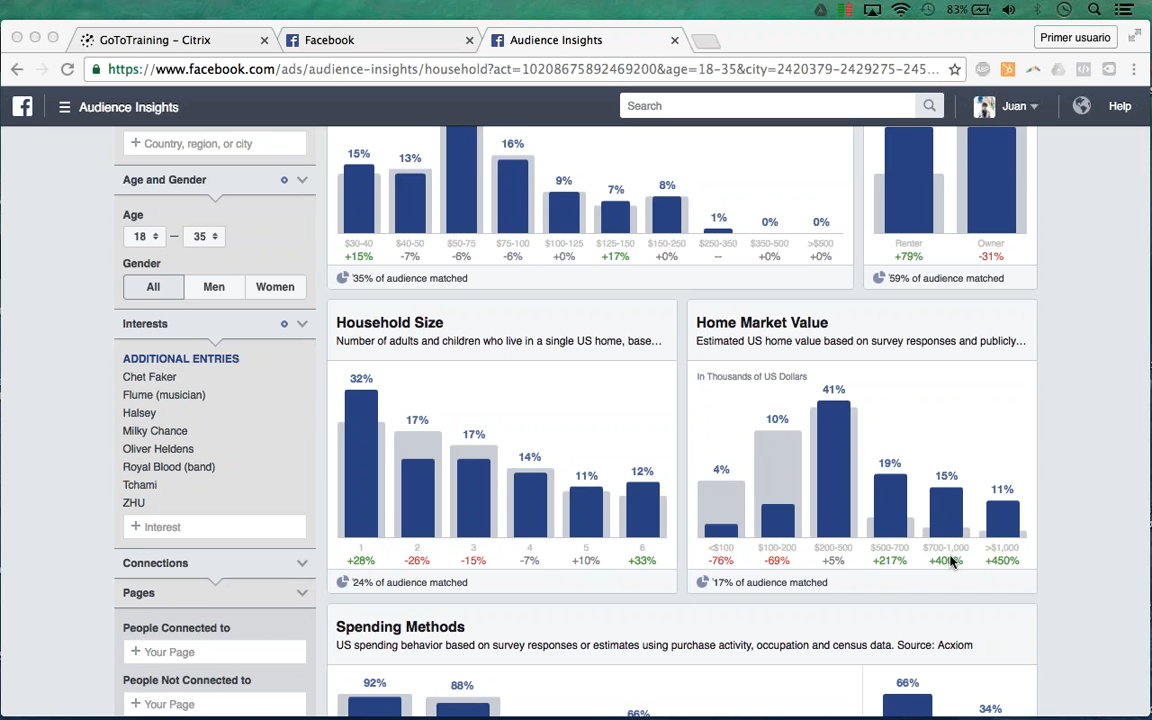 83%
GoToTraining – Citrix
Facebook
Audience Insights
Primer usuario
https://www.facebook.com/ads/audience-insights/household?act=10208675892469200&age=18-35&city=2420379-2429275-245...
Audience Insights
Search
Juan
Help
+ Country, region, or city
Age and Gender
Age
18 — 35
Gender
All Men Women
Interests
ADDITIONAL ENTRIES
Chet Faker
Flume (musician)
Halsey
Milky Chance
Oliver Heldens
Royal Blood (band)
Tchami
ZHU
+ Interest
Connections
Pages
People Connected to
+ Your Page
People Not Connected to
+ Your Page
15% 13% 16% 9% 7% 8% 1% 0% 0%
$30-40 $40-50 $50-75 $75-100 $100-125 $125-150 $150-250 $250-350 $350-500 >$500
+15% -7% -6% -6% +0% +17% +0% -- +0% +0%
35% of audience matched
Renter Owner
+79% -31%
59% of audience matched
Household Size
Number of adults and children who live in a single US home, base...
32% 17% 17% 14% 11% 12%
1 2 3 4 5 6
+28% -26% -15% -7% +10% +33%
24% of audience matched
Home Market Value
Estimated US home value based on survey responses and publicly...
In Thousands of US Dollars
4% 10% 41% 19% 15% 11%
<$100 $100-200 $200-500 $500-700 $700-1,000 >$1,000
-76% -69% +5% +217% +450%
17% of audience matched
Spending Methods
US spending behavior based on survey responses or estimates using purchase activity, occupation and census data. Source: Acxiom
92% 88% 66% 66% 34%